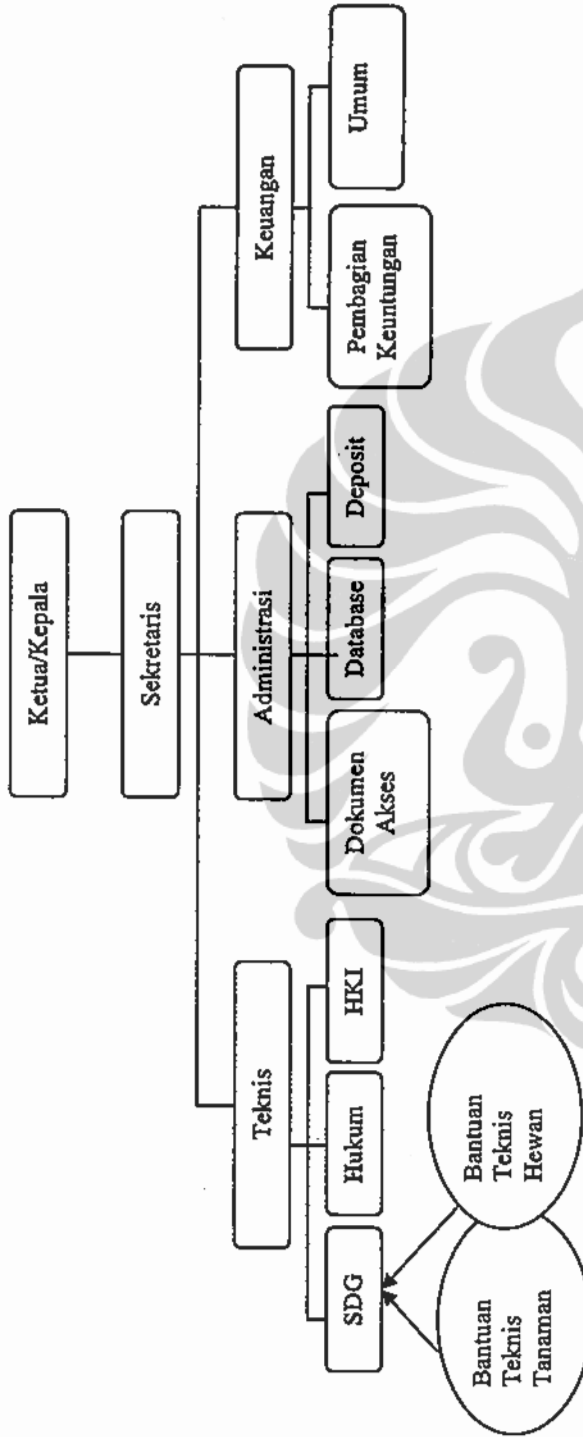 Ketua/Kepala
Sekretaris
Teknis
Administrasi
Keuangan
SDG
Hukum
HKI
Dokumen
Akses
Database
Deposit
Pembagian
Keuntungan
Umum
Bantuan
Teknis
Tanaman
Bantuan
Teknis
Hewan